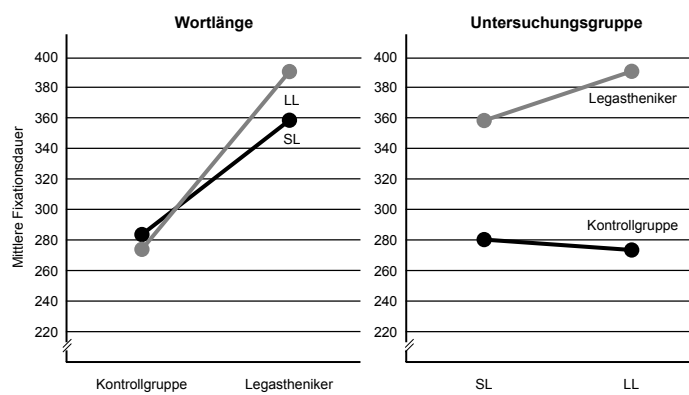 Wortlänge
Mittlere Fixationsdauer
400
380
360
340
320
300
280
260
240
220
LL
SL
Kontrollgruppe
Legastheniker
Untersuchungsgruppe
400
380
360
340
320
300
280
260
240
220
Legastheniker
Kontrollgruppe
SL
LL